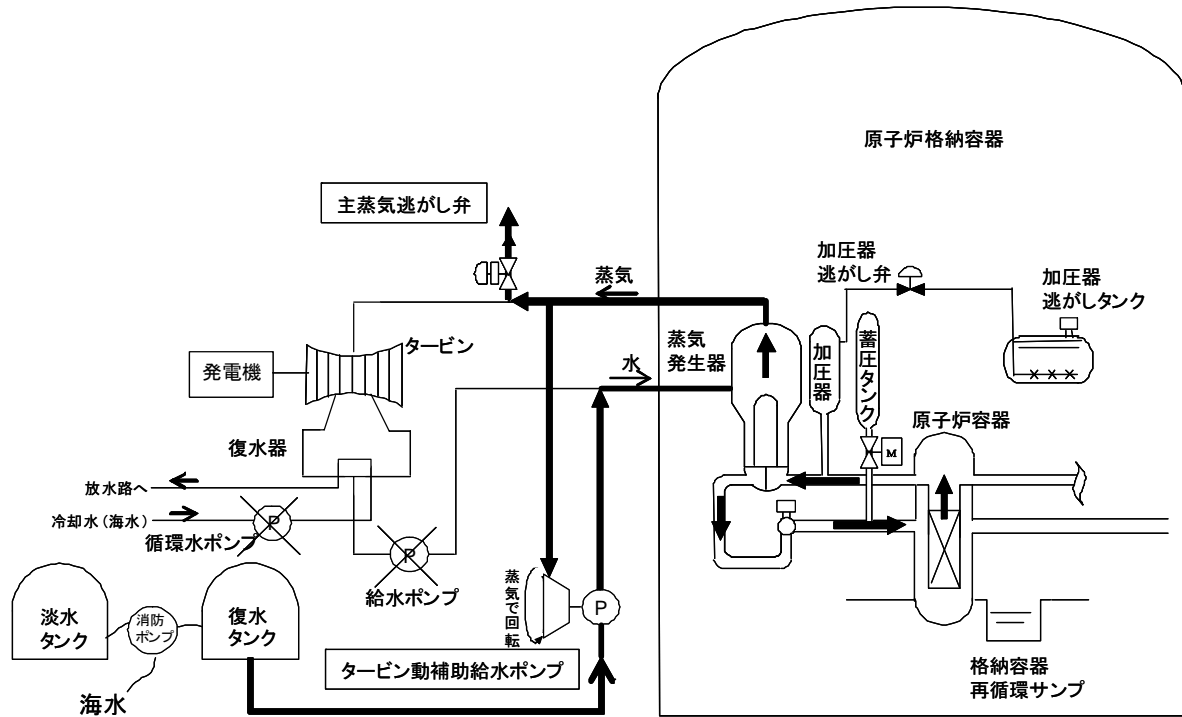 原子炉格納容器
主蒸気逃がし弁
加圧器
逃がし弁
加圧器
逃がしタンク
蒸気
蒸気
発生器
加圧器
蓄圧タンク
タービン
発電機
水
原子炉容器
M
復水器
放水路へ
冷却水(海水)
P
循環水ポンプ
P
給水ポンプ
蒸気で回転
P
淡水
タンク
消防
ポンプ
復水
タンク
タービン動補助給水ポンプ
海水
格納容器
再循環サンプ